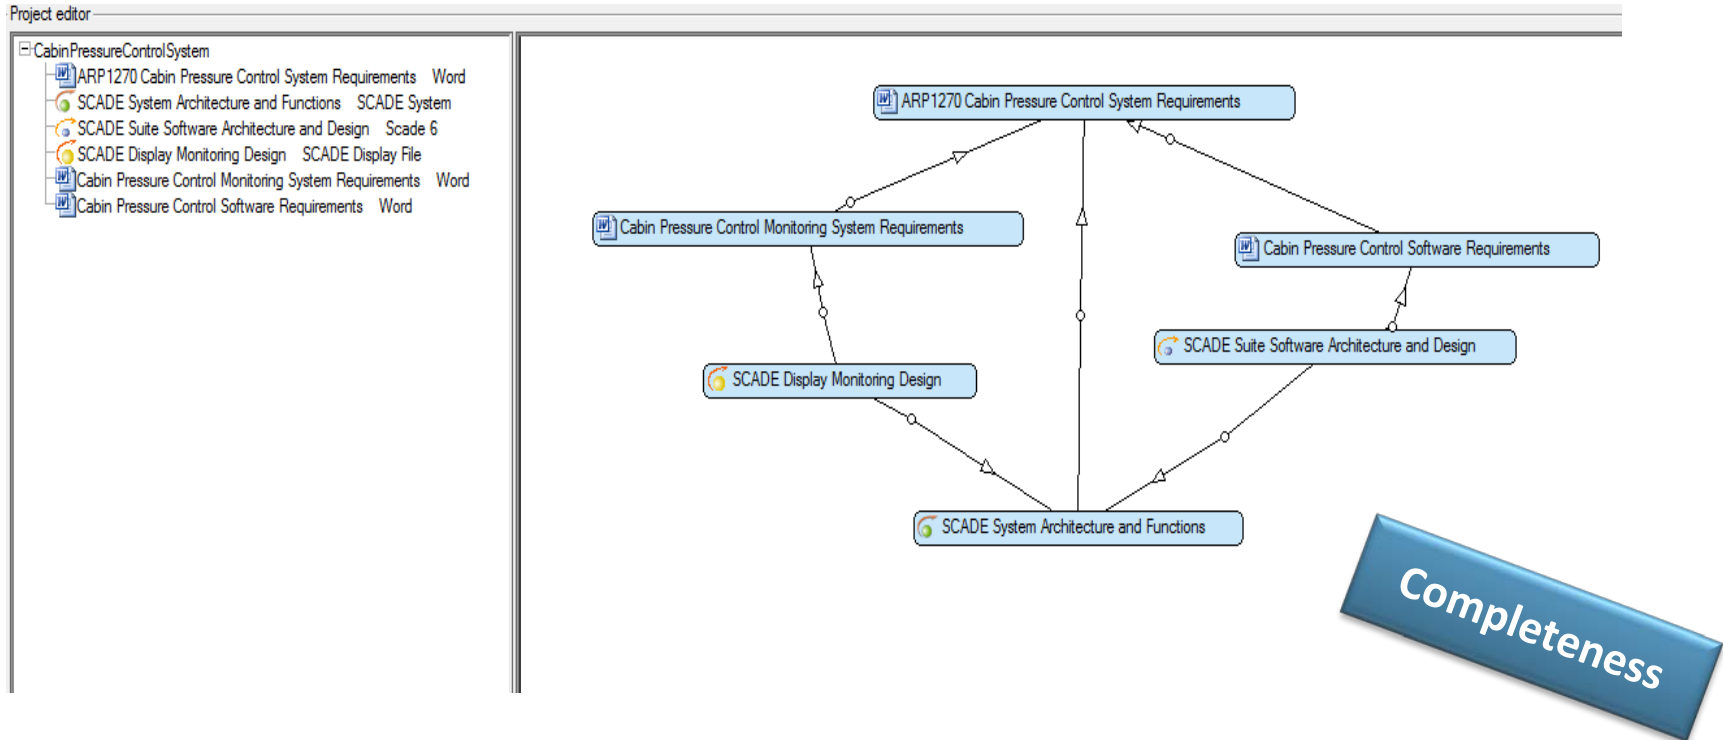 Project editor
CabinPressureControlSystem
ARP1270 Cabin Pressure Control System Requirements Word
SCADE System Architecture and Functions SCADE System
SCADE Suite Software Architecture and Design Scade 6
SCADE Display Monitoring Design SCADE Display File
Cabin Pressure Control Monitoring System Requirements Word
Cabin Pressure Control Software Requirements Word
ARP1270 Cabin Pressure Control System Requirements
Cabin Pressure Control Monitoring System Requirements
Cabin Pressure Control Software Requirements
SCADE Suite Software Architecture and Design
SCADE Display Monitoring Design
SCADE System Architecture and Functions
Completeness